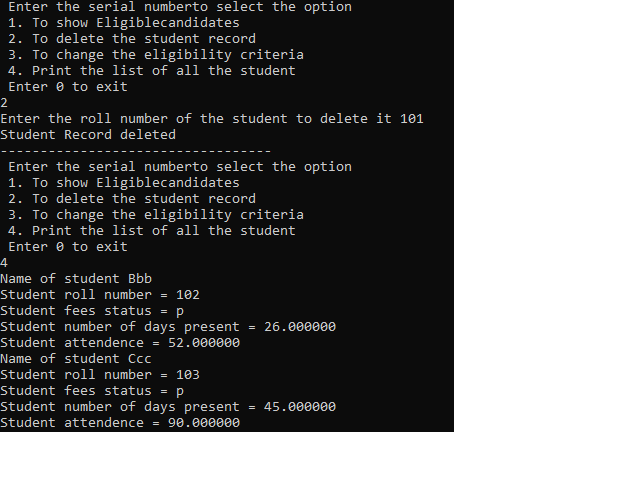 Enter the serial numberto select the option
1. To show Eligiblecandidates
2. To delete the student record
3. To change the eligibility criteria
4. Print the list of all the student
Enter 0 to exit
2
Enter the roll number of the student to delete it 101
Student Record deleted
----------------------------------
Enter the serial numberto select the option
1. To show Eligiblecandidates
2. To delete the student record
3. To change the eligibility criteria
4. Print the list of all the student
Enter 0 to exit
4
Name of student Bbb
Student roll number = 102
Student fees status = p
Student number of days present = 26.000000
Student attendence = 52.000000
Name of student Ccc
Student roll number = 103
Student fees status = p
Student number of days present = 45.000000
Student attendence = 90.000000